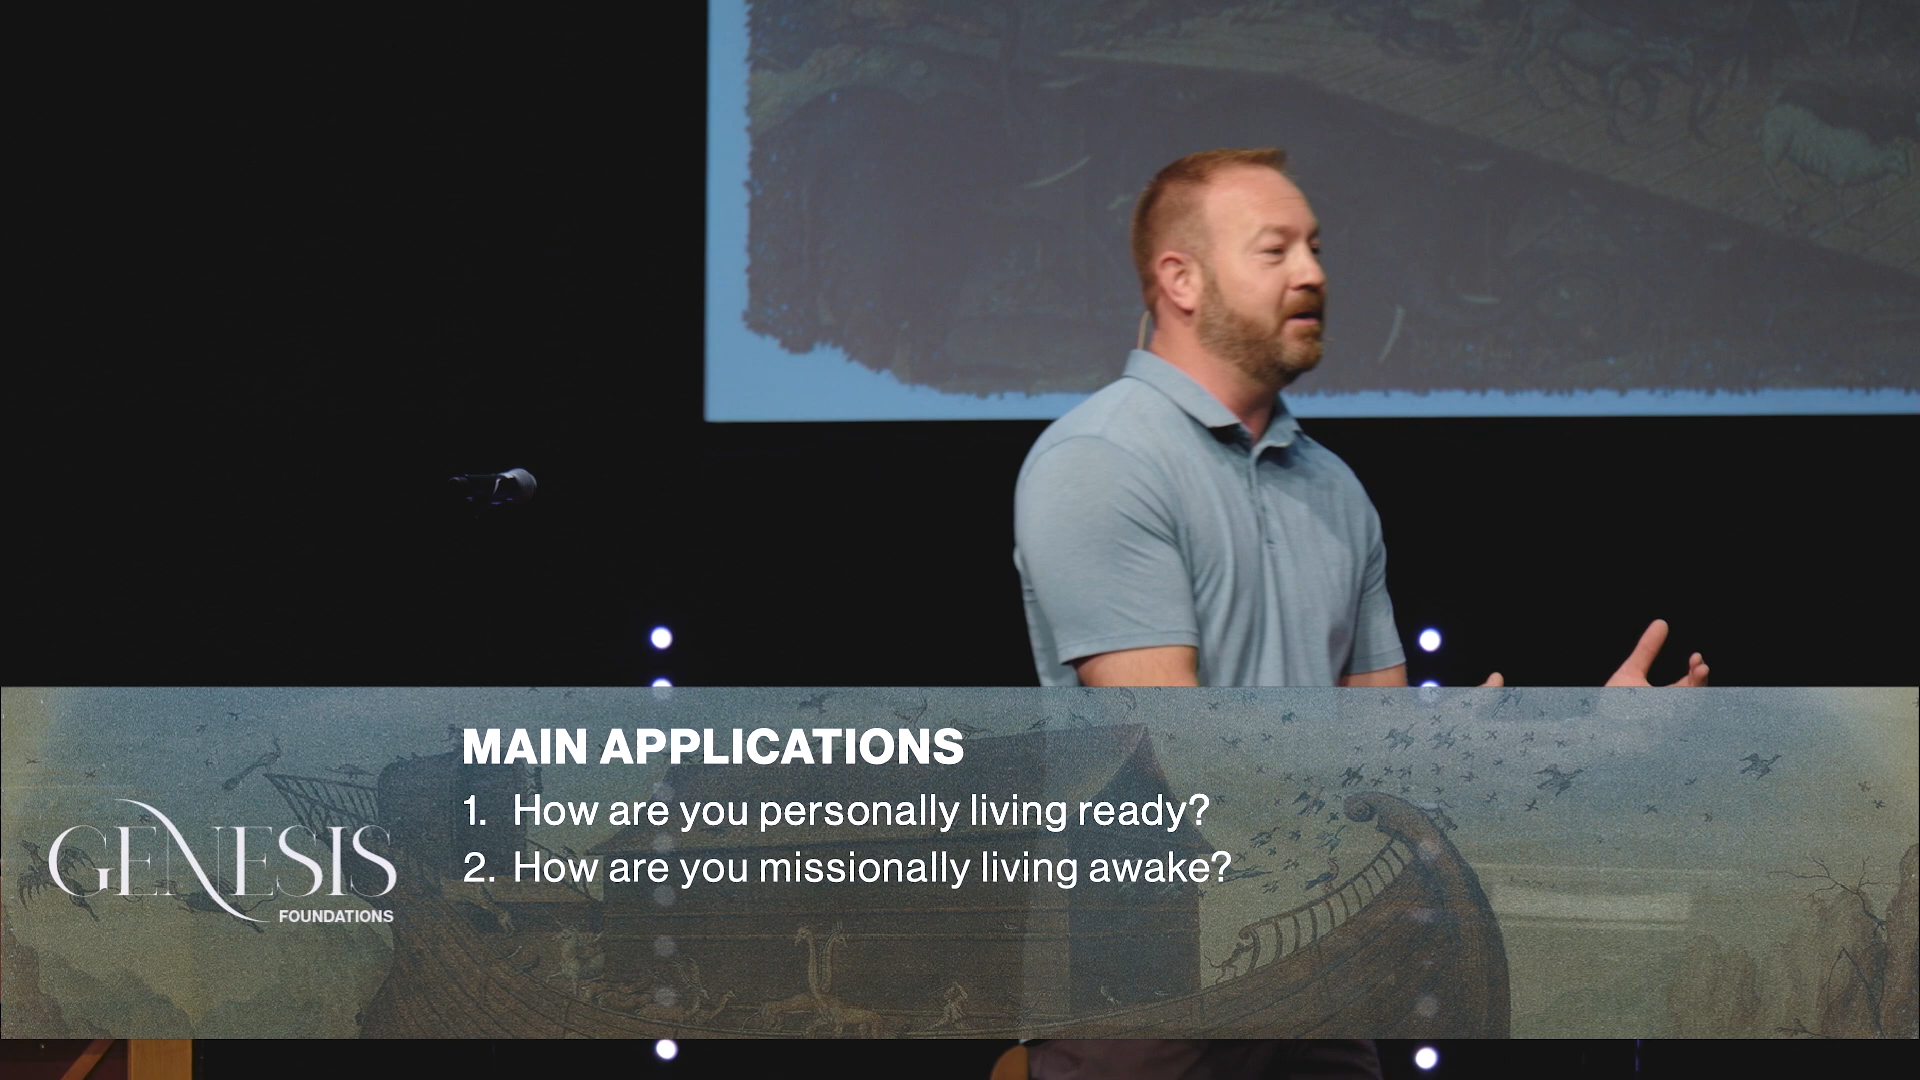 MAIN APPLICATIONS
1. How are you personally living ready?
2. How are you missionally living awake?
GENESIS
FOUNDATIONS